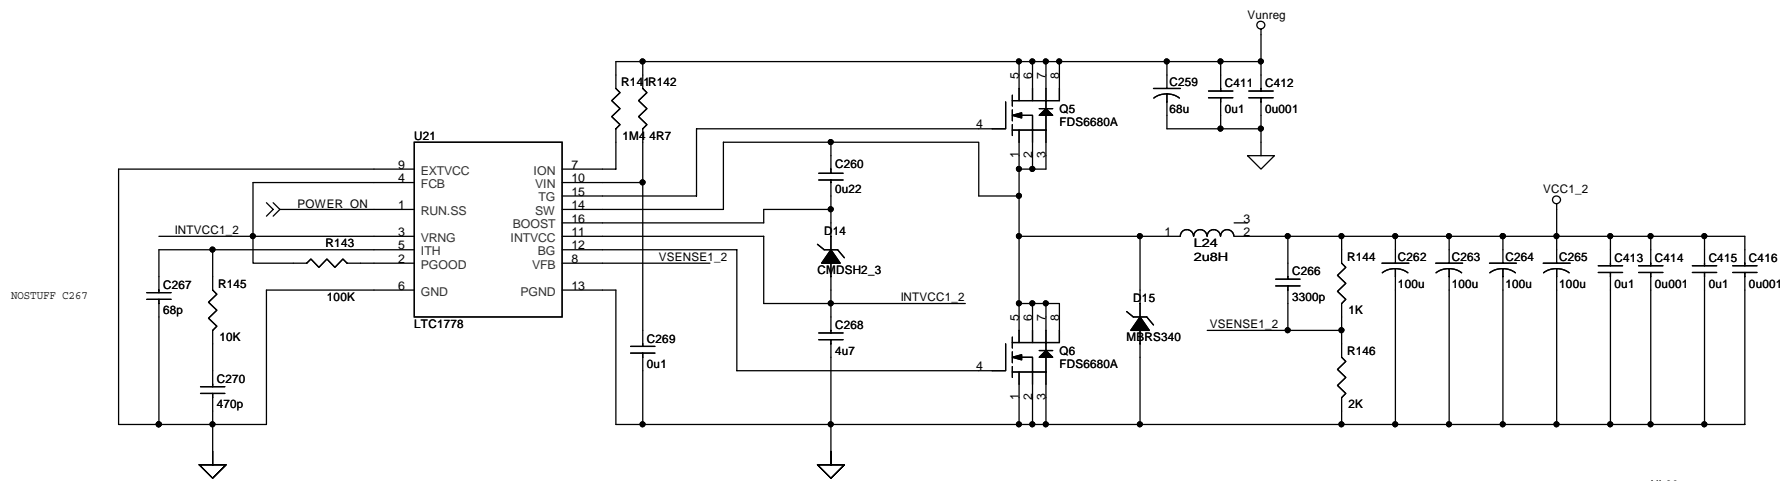 Vunreg
R141 R142
1M4 4R7
5 6 7 8
Q5
FDS6680A
4
1 2 3
C259
68u
C411
0u1
C412
0u001
U21
9 EXTVCC ION 7
4 FCB VIN 10
TG 15
POWER_ON 1 RUN.SS SW 14
BOOST 16
INTVCC1_2 3 VRNG INTVCC 11
5 ITH BG 12
2 PGOOD VFB 8 VSENSE1_2
6 GND PGND 13
LTC1778
R143
100K
C260
0u22
D14
CMDSH2_3
INTVCC1_2
C268
4u7
NOSTUFF C267
C267
68p
R145
10K
C270
470p
C269
0u1
5 6 7 8
Q6
FDS6680A
4
1 2 3
D15
MBRS340
VCC1_2
1 3 2
L24
2u8H
C266
3300p
VSENSE1_2
R144
1K
R146
2K
C262
100u
C263
100u
C264
100u
C265
100u
C413
0u1
C414
0u001
C415
0u1
C416
0u001